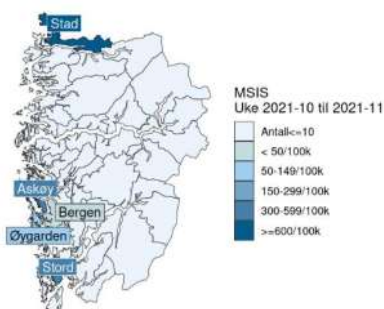 Stad
MSIS
Uke 2021-10 til 2021-11
Antall<=10
< 50/100k
50-149/100k
150-299/100k
300-599/100k
>=600/100k
Askøy
Bergen
Øygarden
Stord